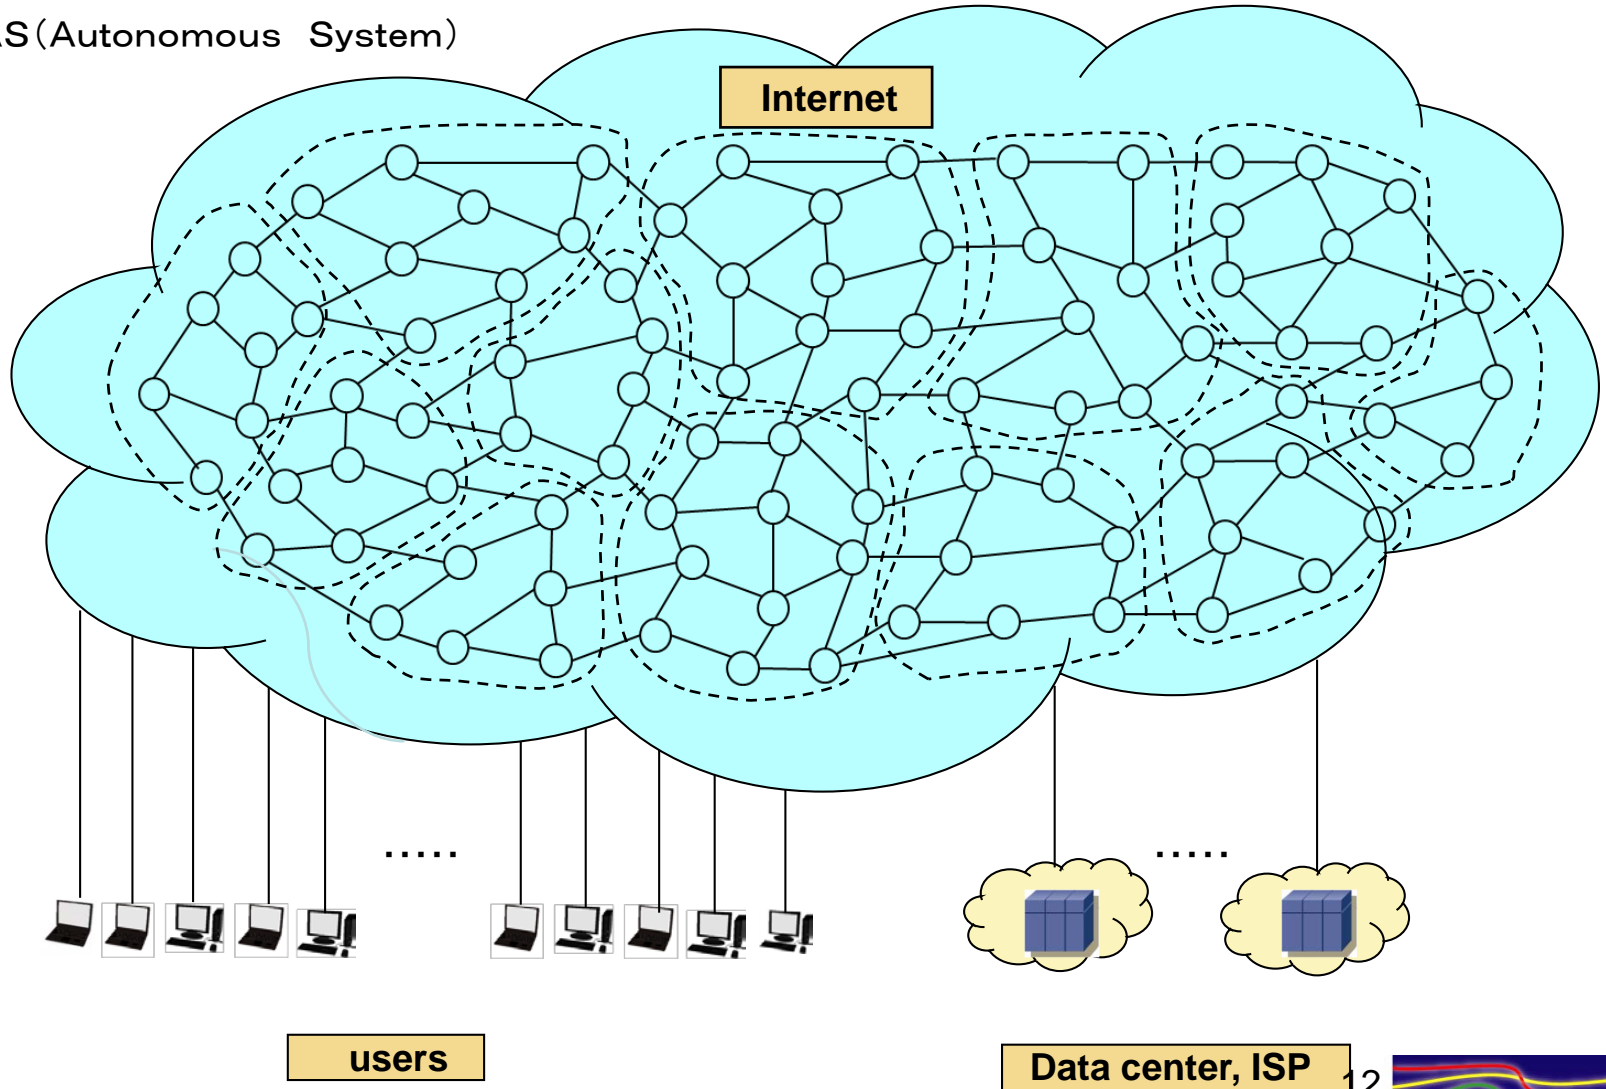 AS（Autonomous System）
Internet
.....
.....
users
Data center, ISP
12